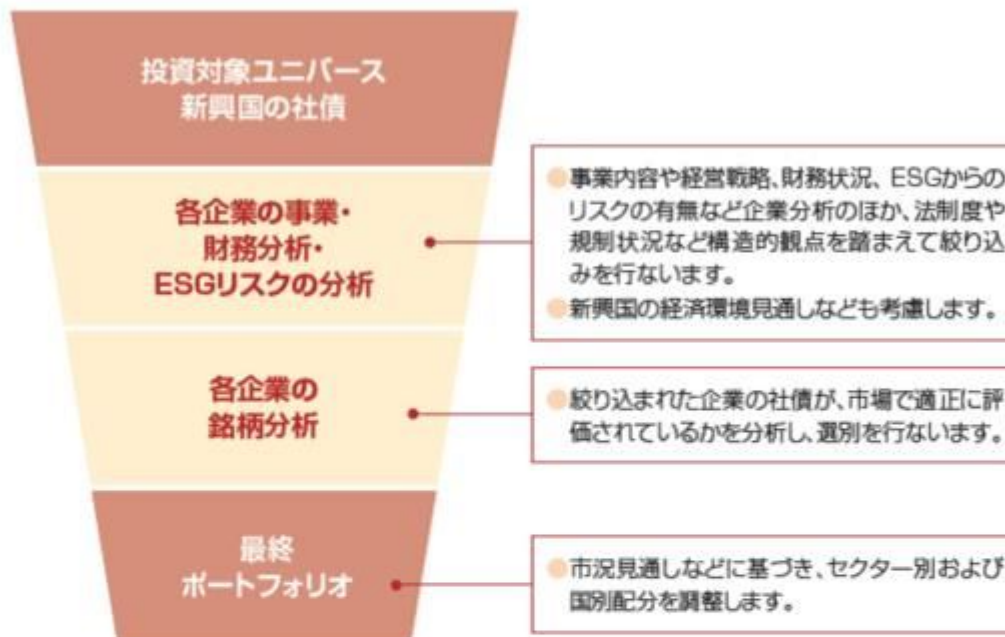 投資対象ユニバース
新興国の社債
各企業の事業・
財務分析・
ESGリスクの分析
●事業内容や経営戦略、財務状況、ESGからの
リスクの有無など企業分析のほか、法制度や
規制状況など構造的観点を踏まえて絞り込
みを行ないます。
●新興国の経済環境見通しなども考慮します。
各企業の
銘柄分析
●絞り込まれた企業の社債が、市場で適正に評
価されているかを分析し、選別を行ないます。
最終
ポートフォリオ
●市況見通しなどに基づき、セクター別および
国別配分を調整します。